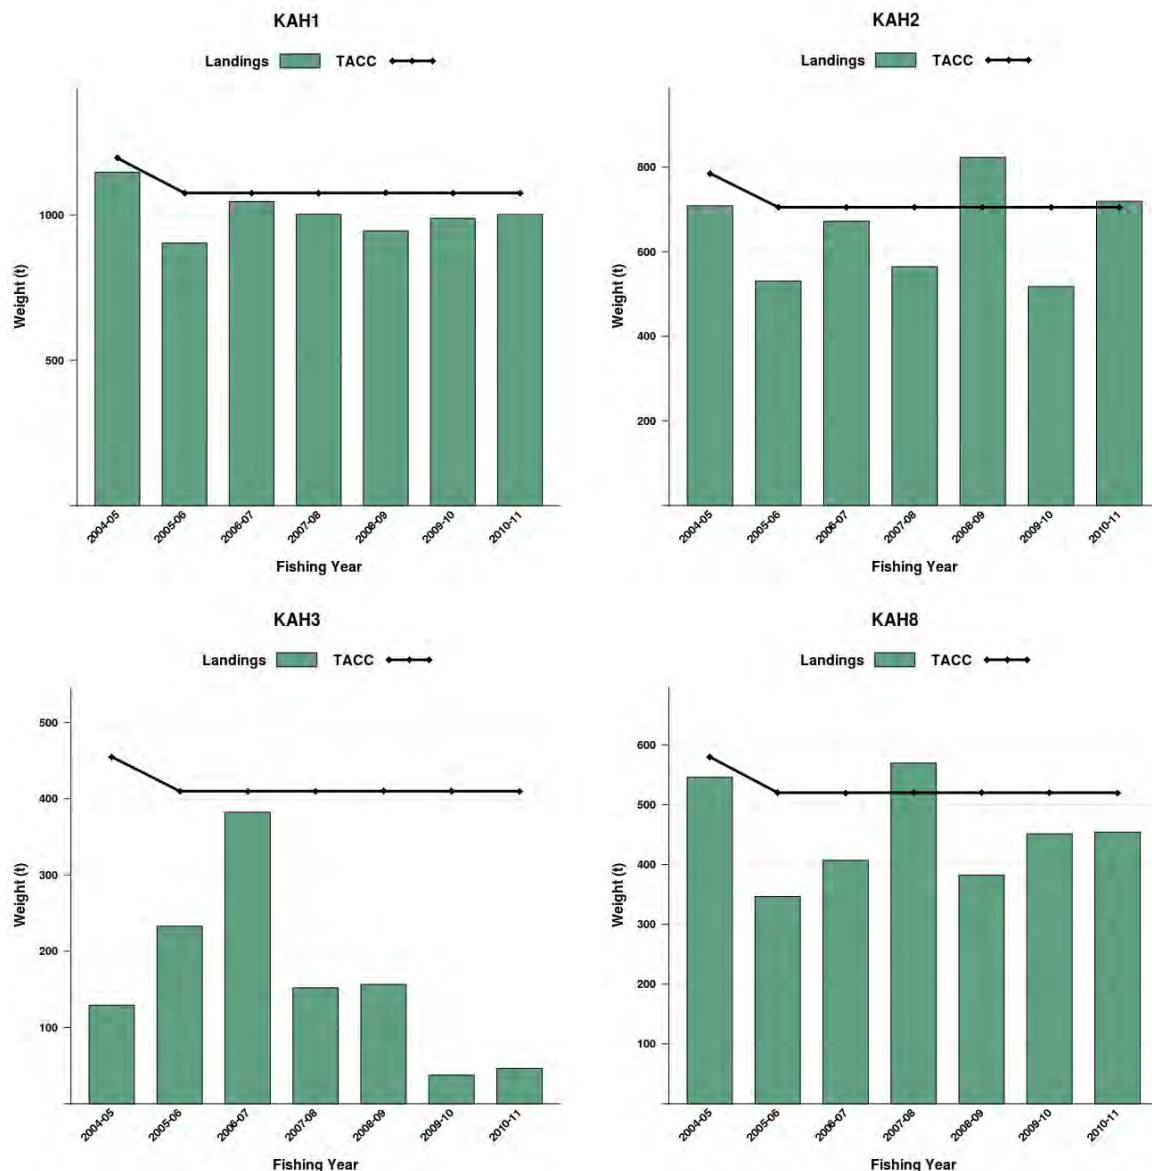 KAH1
Landings TACC
1000
500
Weight (t)
2004-05 2005-06 2006-07 2007-08 2008-09 2009-10 2010-11
Fishing Year
KAH2
Landings TACC
800
600
400
200
Weight (t)
2004-05 2005-06 2006-07 2007-08 2008-09 2009-10 2010-11
Fishing Year
KAH3
Landings TACC
500
400
300
200
100
Weight (t)
2004-05 2005-06 2006-07 2007-08 2008-09 2009-10 2010-11
Fishing Year
KAH8
Landings TACC
600
500
400
300
200
100
Weight (t)
2004-05 2005-06 2006-07 2007-08 2008-09 2009-10 2010-11
Fishing Year